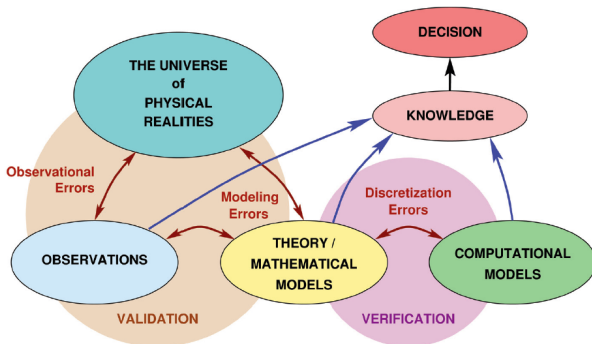 DECISION
THE UNIVERSE
of
PHYSICAL
REALITIES
KNOWLEDGE
Observational
Errors
Modeling
Errors
Discretization
Errors
OBSERVATIONS
THEORY /
MATHEMATICAL
MODELS
COMPUTATIONAL
MODELS
VALIDATION
VERIFICATION